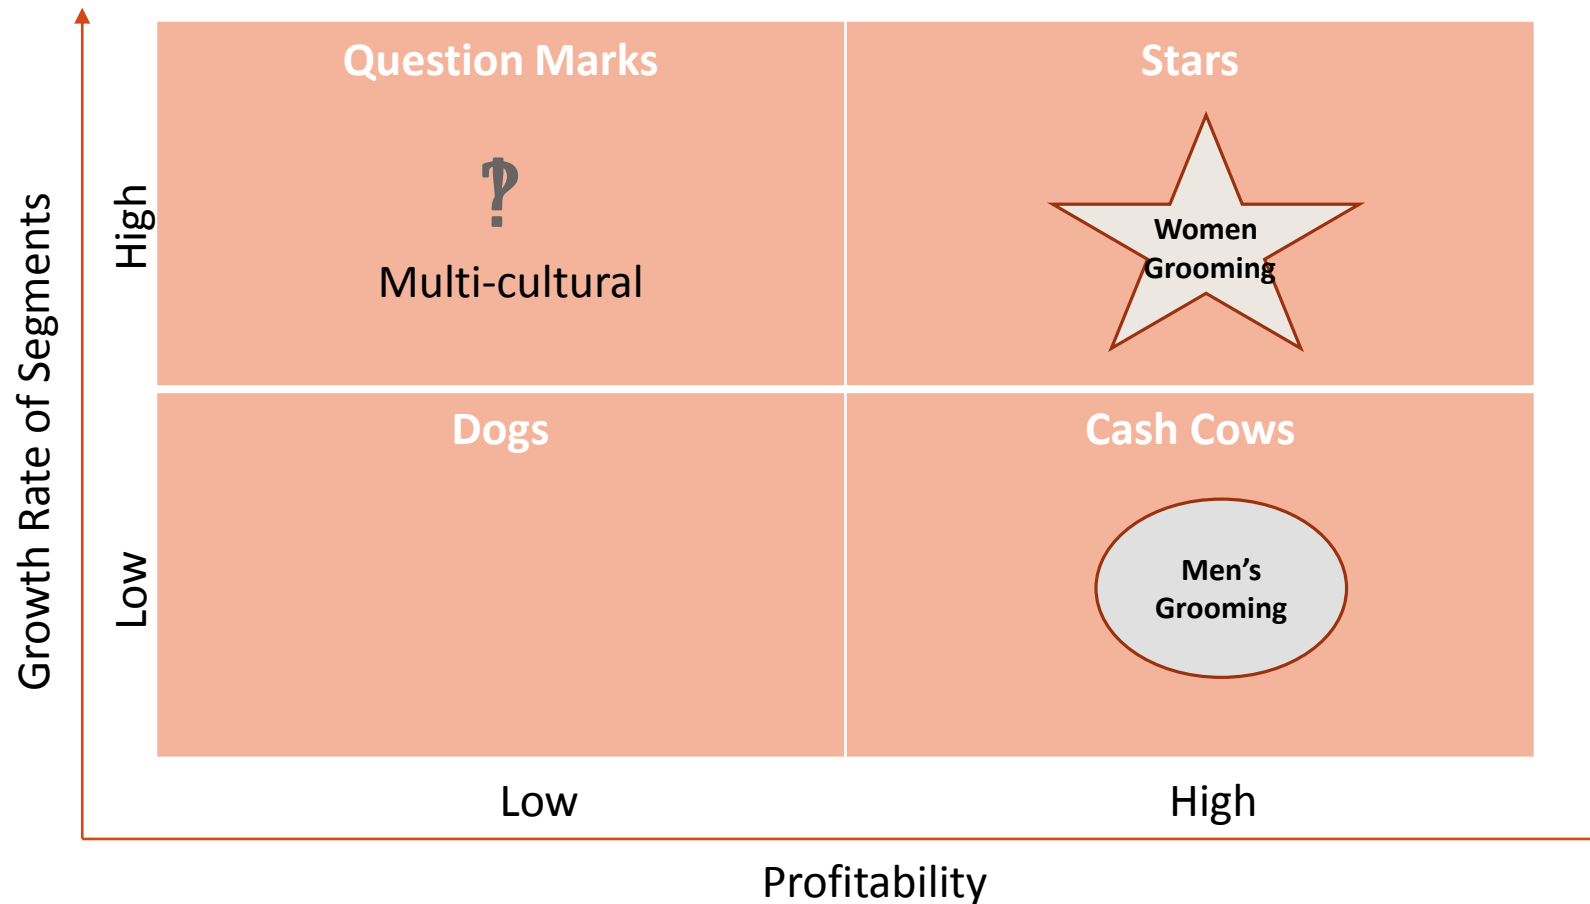 Question Marks
Stars
‽
Multi-cultural
Women
Grooming
Dogs
Cash Cows
Men’s
Grooming
Growth Rate of Segments
High
Low
Low
High
Profitability